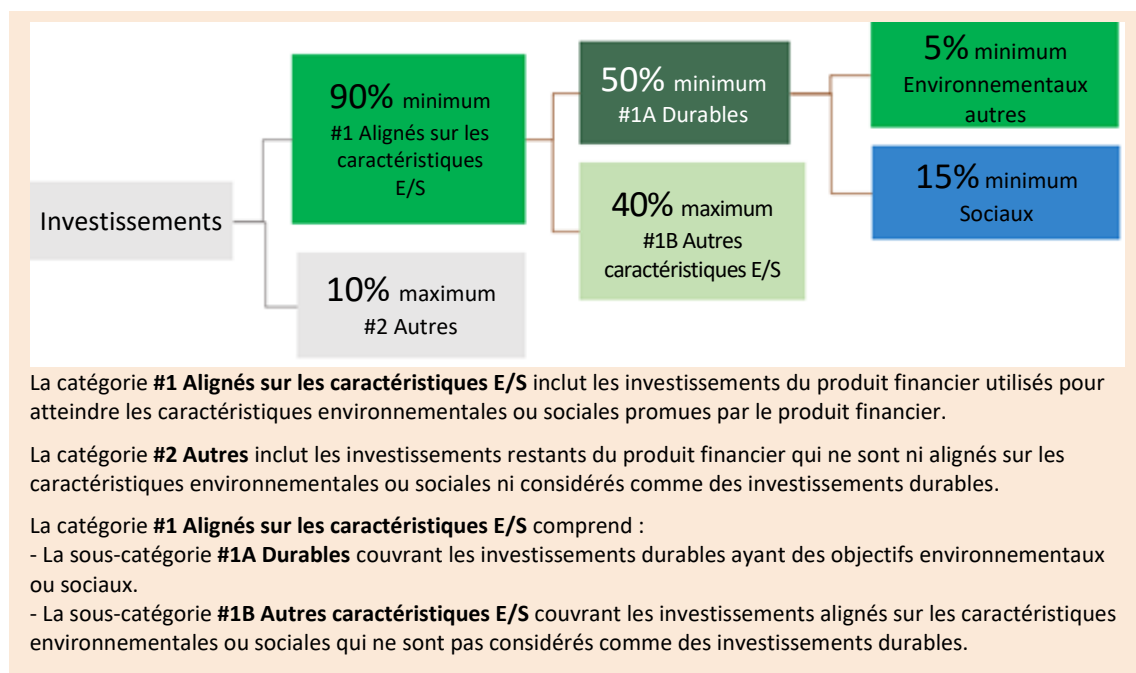 Investissements
90% minimum
#1 Alignés sur les
caractéristiques
E/S
10% maximum
#2 Autres
50% minimum
#1A Durables
40% maximum
#1B Autres
caractéristiques E/S
5% minimum
Environnementaux
autres
15% minimum
Sociaux
La catégorie #1 Alignés sur les caractéristiques E/S inclut les investissements du produit financier utilisés pour
atteindre les caractéristiques environnementales ou sociales promues par le produit financier.
La catégorie #2 Autres inclut les investissements restants du produit financier qui ne sont ni alignés sur les
caractéristiques environnementales ou sociales ni considérés comme des investissements durables.
La catégorie #1 Alignés sur les caractéristiques E/S comprend :
- La sous-catégorie #1A Durables couvrant les investissements durables ayant des objectifs environnementaux
ou sociaux.
- La sous-catégorie #1B Autres caractéristiques E/S couvrant les investissements alignés sur les caractéristiques
environnementales ou sociales qui ne sont pas considérés comme des investissements durables.